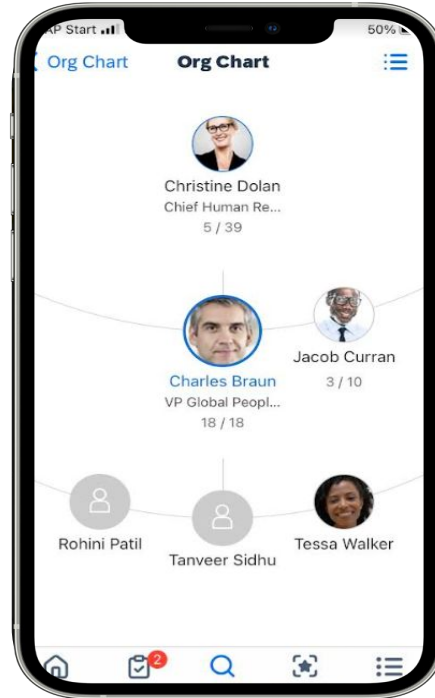 AP Start
50%
Org Chart
Org Chart
Christine Dolan
Chief Human Re...
5 / 39
Charles Braun
VP Global Peopl...
18 / 18
Jacob Curran
3 / 10
Rohini Patil
Tanveer Sidhu
Tessa Walker
2